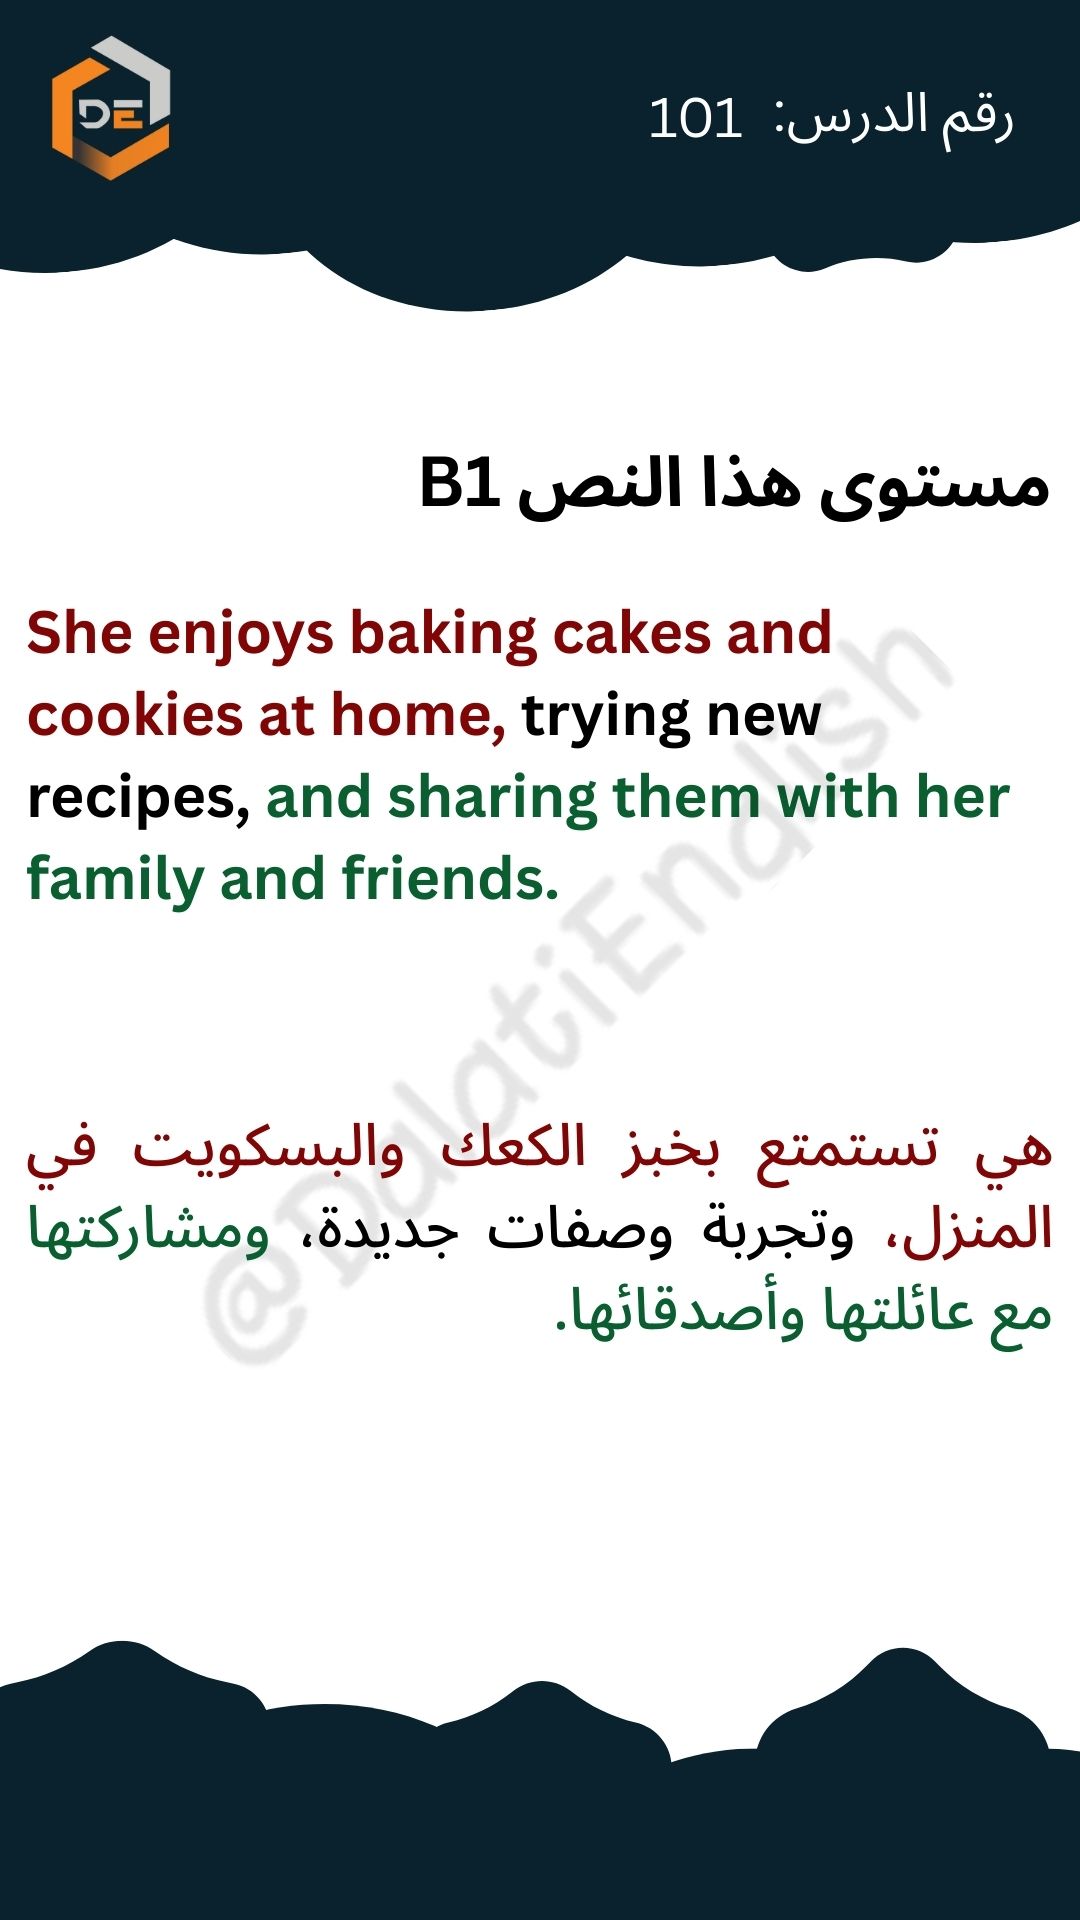 DE
رقم الدرس: 101
مستوى هذا النص B1
She enjoys baking cakes and
cookies at home, trying new
recipes, and sharing them with her
family and friends.
هي تستمتع بخبز الكعك والبسكويت في
المنزل، وتجربة وصفات جديدة، ومشاركتها
مع عائلتها وأصدقائها.
@DalatiEnglish